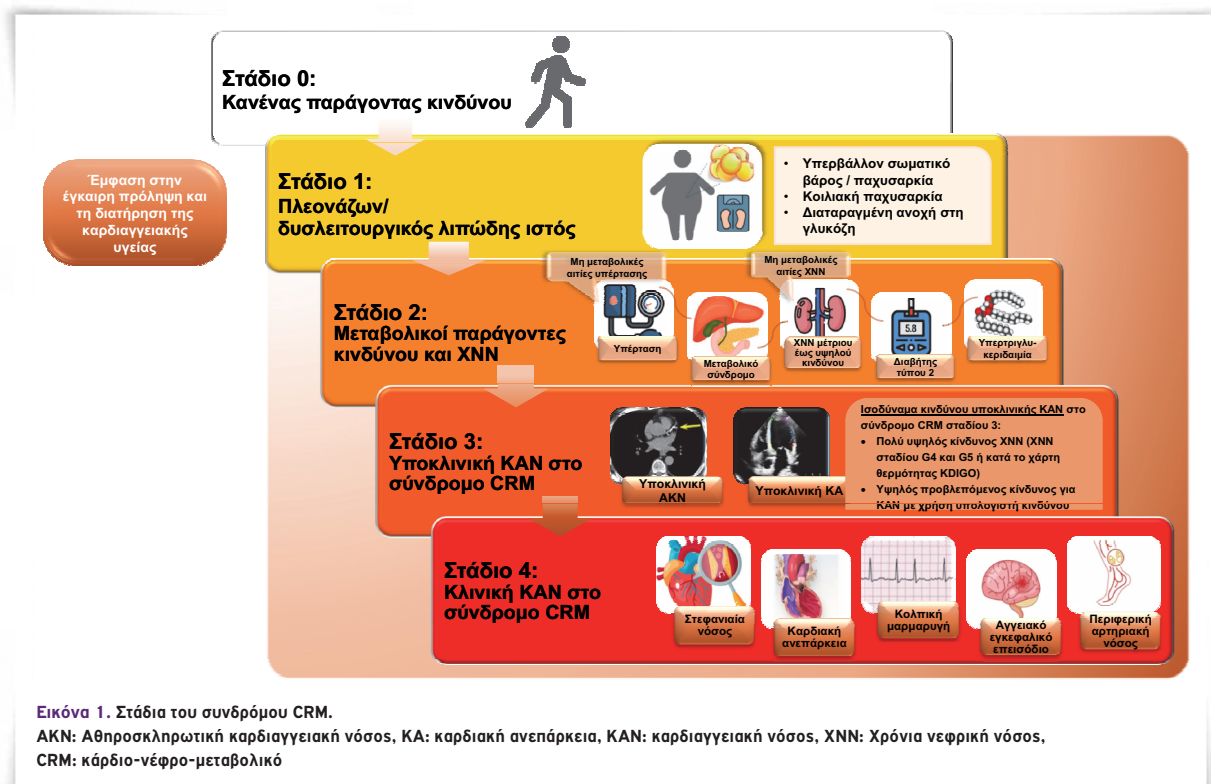 Στάδιο 0:
Κανένας παράγοντας κινδύνου
Έμφαση στην
έγκαιρη πρόληψη και
τη διατήρηση της
καρδιαγγειακής
υγείας
Στάδιο 1:
Πλεονάζων/
δυσλειτουργικός λιπώδης ιστός
• Υπερβάλλον σωματικό
βάρος / παχυσαρκία
• Κοιλιακή παχυσαρκία
• Διαταραγμένη ανοχή στη
γλυκόζη
Στάδιο 2:
Μεταβολικοί παράγοντες
κινδύνου και ΧΝΝ
Μη μεταβολικές
αιτίες υπέρτασης
Υπέρταση
Μεταβολικό
σύνδρομο
Μη μεταβολικές
αιτίες ΧΝΝ
ΧΝΝ μέτριου
έως υψηλού
κινδύνου
5.8
Διαβήτης
τύπου 2
Υπερτριγλυ-
κεριδαιμία
Στάδιο 3:
Υποκλινική ΚΑΝ στο
σύνδρομο CRM
Υποκλινική
ΑΚΝ
Υποκλινική ΚΑ
Ισοδύναμα κινδύνου υποκλινικής ΚΑΝ στο
σύνδρομο CRM σταδίου 3:
• Πολύ υψηλός κίνδυνος ΧΝΝ (ΧΝΝ
σταδίου G4 και G5 ή κατά το χάρτη
θερμότητας KDIGO)
• Υψηλός προβλεπόμενος κίνδυνος για
ΚΑΝ με χρήση υπολογιστή κινδύνου
Στάδιο 4:
Κλινική ΚΑΝ στο
σύνδρομο CRM
Στεφανιαία
νόσος
Καρδιακή
ανεπάρκεια
Κολπική
μαρμαρυγή
Αγγειακό
εγκεφαλικό
επεισόδιο
Περιφερική
αρτηριακή
νόσος
Εικόνα 1. Στάδια του συνδρόμου CRM.
ΑΚΝ: Αθηροσκληρωτική καρδιαγγειακή νόσος, ΚΑ: καρδιακή ανεπάρκεια, ΚΑΝ: καρδιαγγειακή νόσος, ΧΝΝ: Χρόνια νεφρική νόσος,
CRM: κάρδιο-νέφρο-μεταβολικό